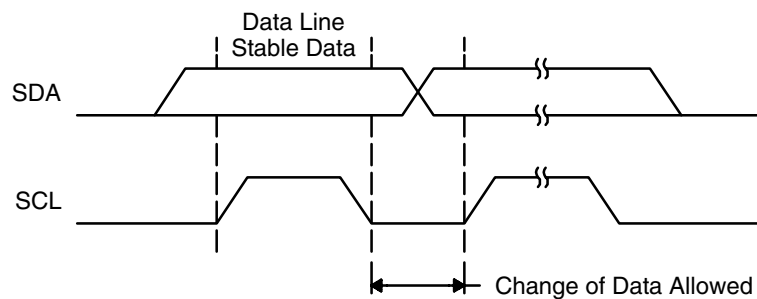 Data Line
Stable Data
SDA
SCL
Change of Data Allowed